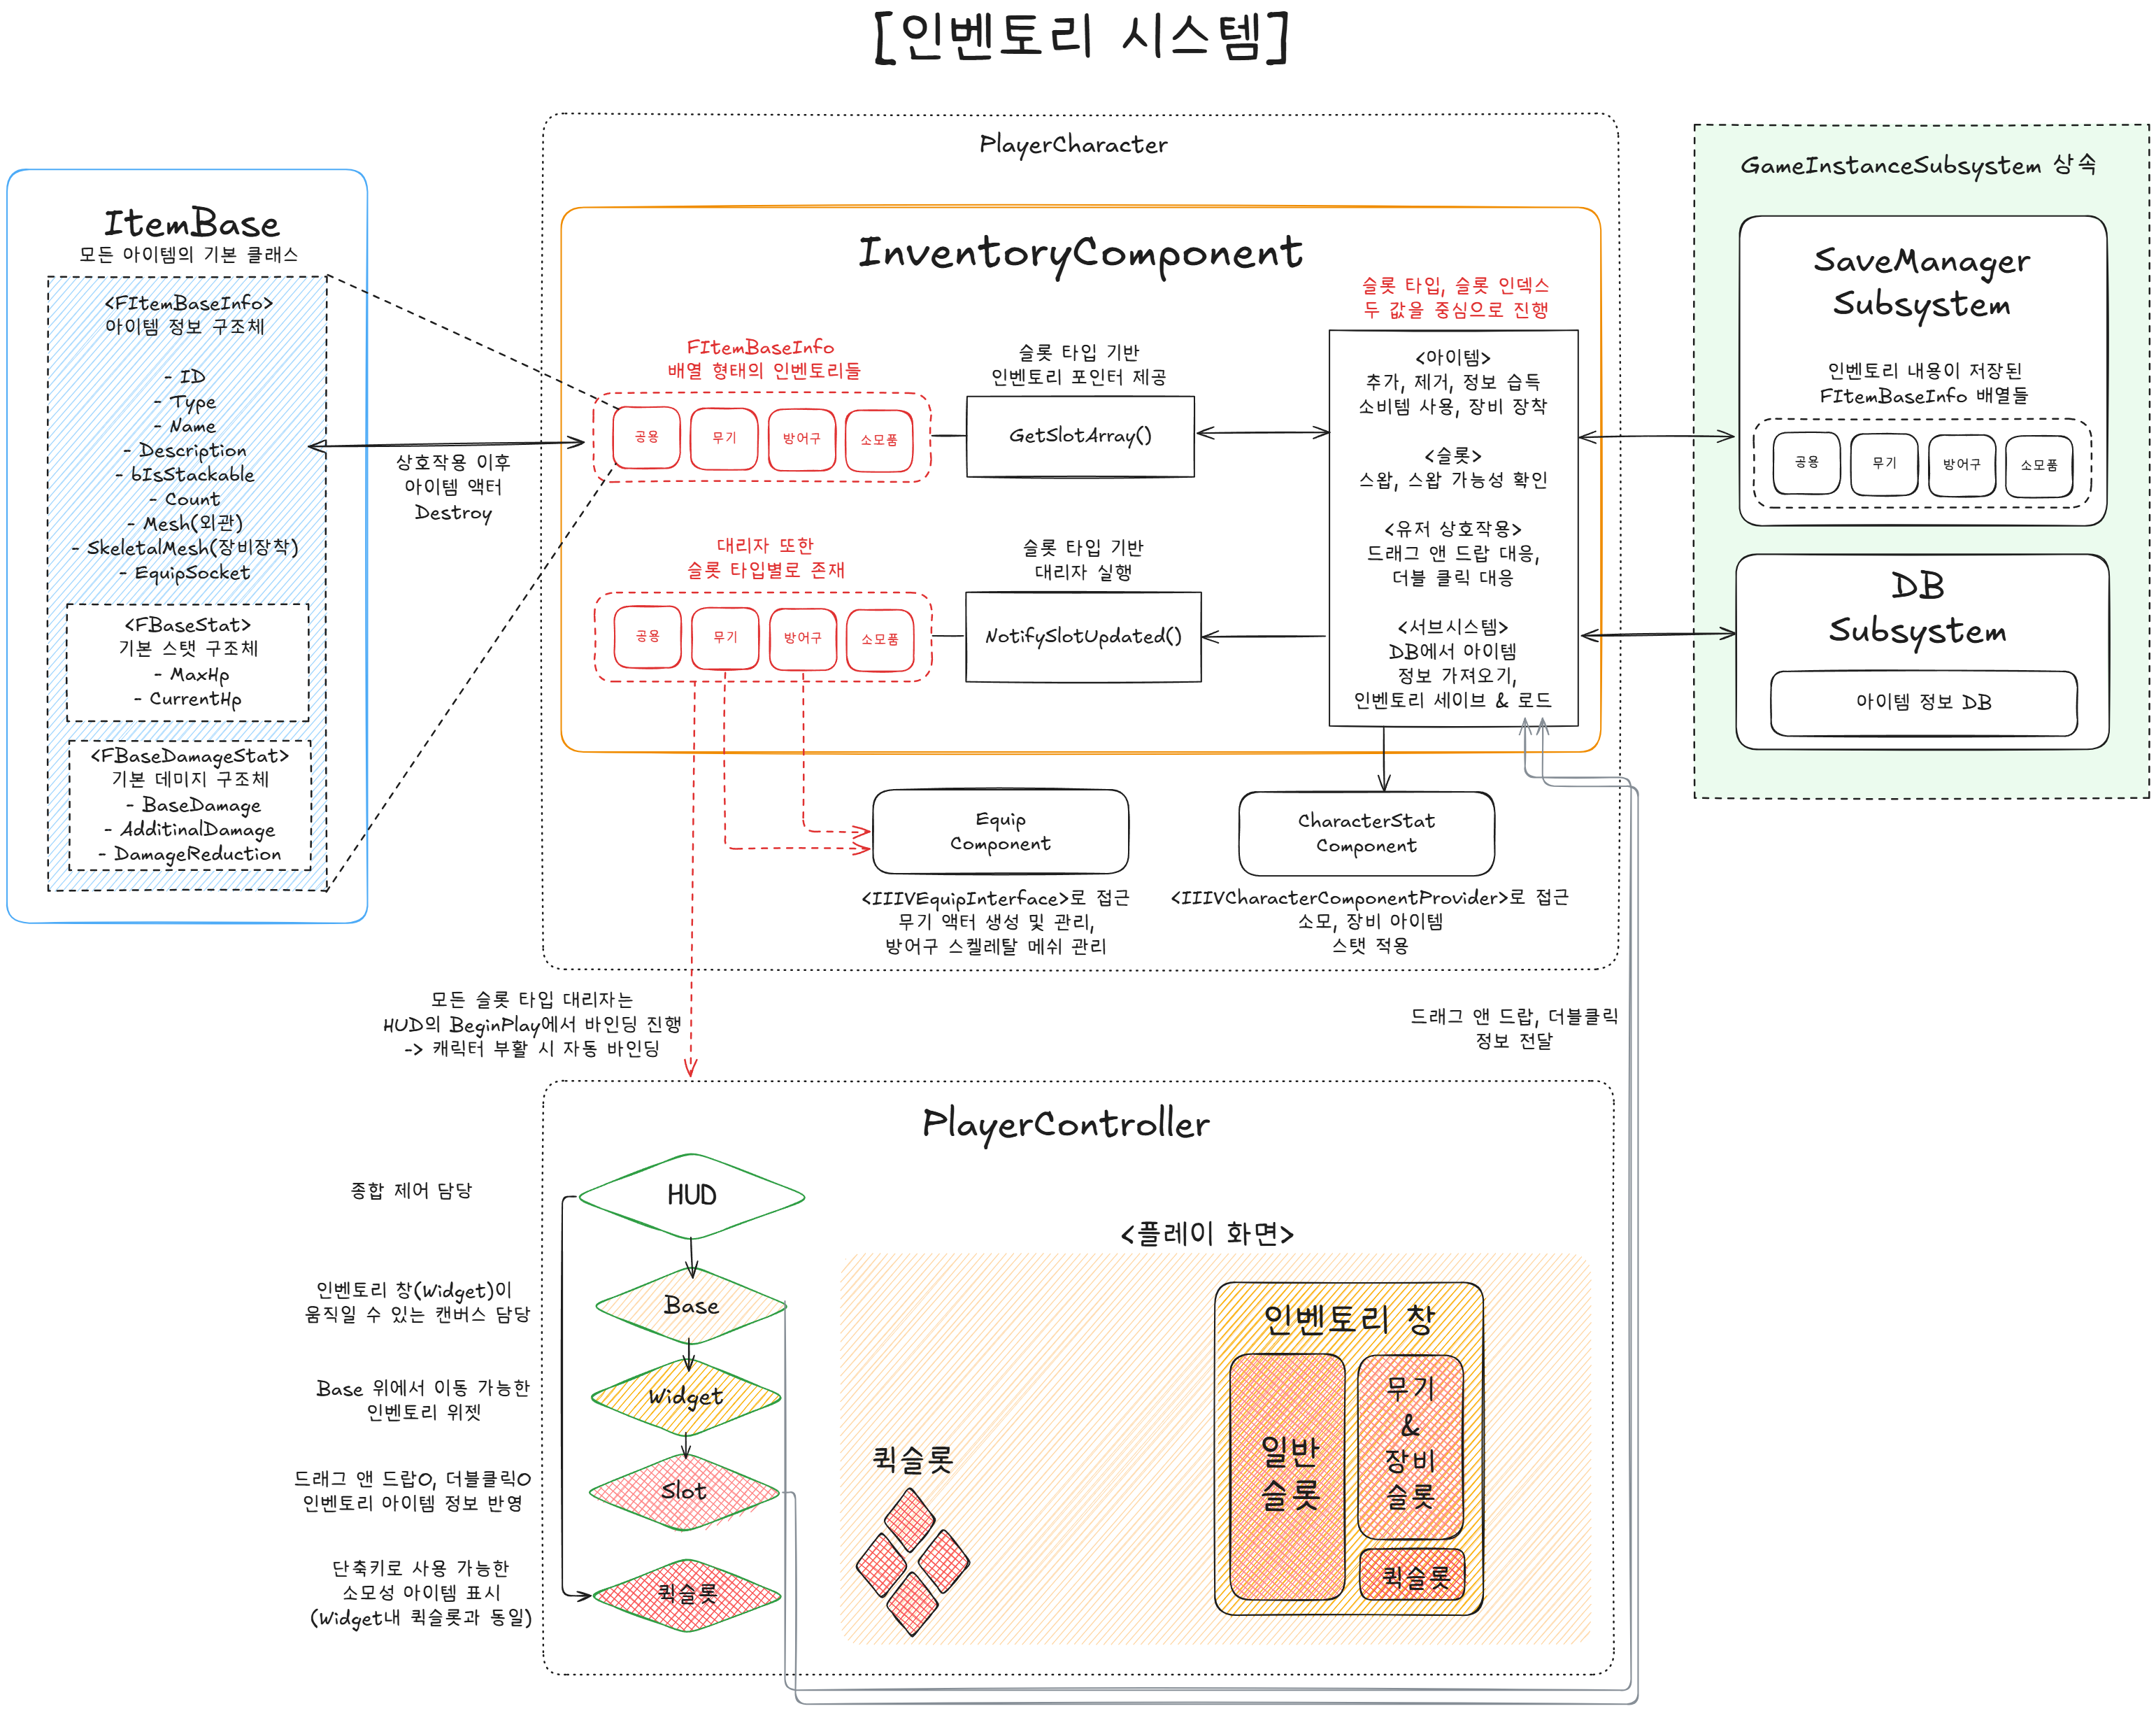 [인벤토리 시스템]
ItemBase
모든 아이템의 기본 클래스
<FItemBaseInfo>
아이템 정보 구조체
- ID
- Type
- Name
- Description
- bIsStackable
- Count
- Mesh(외관)
- SkeletalMesh(장비장착)
- EquipSocket
<FBaseStat>
기본 스탯 구조체
- MaxHp
- CurrentHp
<FBaseDamageStat>
기본 데미지 구조체
- BaseDamage
- AdditinalDamage
- DamageReduction
상호작용 이후
아이템 액터
Destroy
PlayerCharacter
InventoryComponent
FItemBaseInfo
배열 형태의 인벤토리들
공용
무기
방어구
소모품
슬롯 타입 기반
인벤토리 포인터 제공
GetSlotArray()
대리자 또한
슬롯 타입별로 존재
공용
무기
방어구
소모품
슬롯 타입 기반
대리자 실행
NotifySlotUpdated()
슬롯 타입, 슬롯 인덱스
두 값을 중심으로 진행
<아이템>
추가, 제거, 정보 습득
소비템 사용, 장비 장착
<슬롯>
스왑, 스왑 가능성 확인
<유저 상호작용>
드래그 앤 드랍 대응,
더블 클릭 대응
<서브시스템>
DB에서 아이템
정보 가져오기,
인벤토리 세이브 & 로드
Equip
Component
<IIIVEquipInterface>로 접근
무기 액터 생성 및 관리,
방어구 스켈레탈 메쉬 관리
CharacterStat
Component
<IIIVCharacterComponentProvider>로 접근
소모, 장비 아이템
스탯 적용
GameInstanceSubsystem 상속
SaveManager
Subsystem
인벤토리 내용이 저장된
FItemBaseInfo 배열들
공용
무기
방어구
소모품
DB
Subsystem
아이템 정보 DB
모든 슬롯 타입 대리자는
HUD의 BeginPlay에서 바인딩 진행
-> 캐릭터 부활 시 자동 바인딩
드래그 앤 드랍, 더블클릭
정보 전달
PlayerController
종합 제어 담당
HUD
인벤토리 창(Widget)이
움직일 수 있는 캔버스 담당
Base
Base 위에서 이동 가능한
인벤토리 위젯
Widget
드래그 앤 드랍O, 더블클릭O
인벤토리 아이템 정보 반영
Slot
단축키로 사용 가능한
소모성 아이템 표시
(Widget내 퀵슬롯과 동일)
퀵슬롯
<플레이 화면>
퀵슬롯
인벤토리 창
일반
슬롯
무기
&
장비
슬롯
퀵슬롯